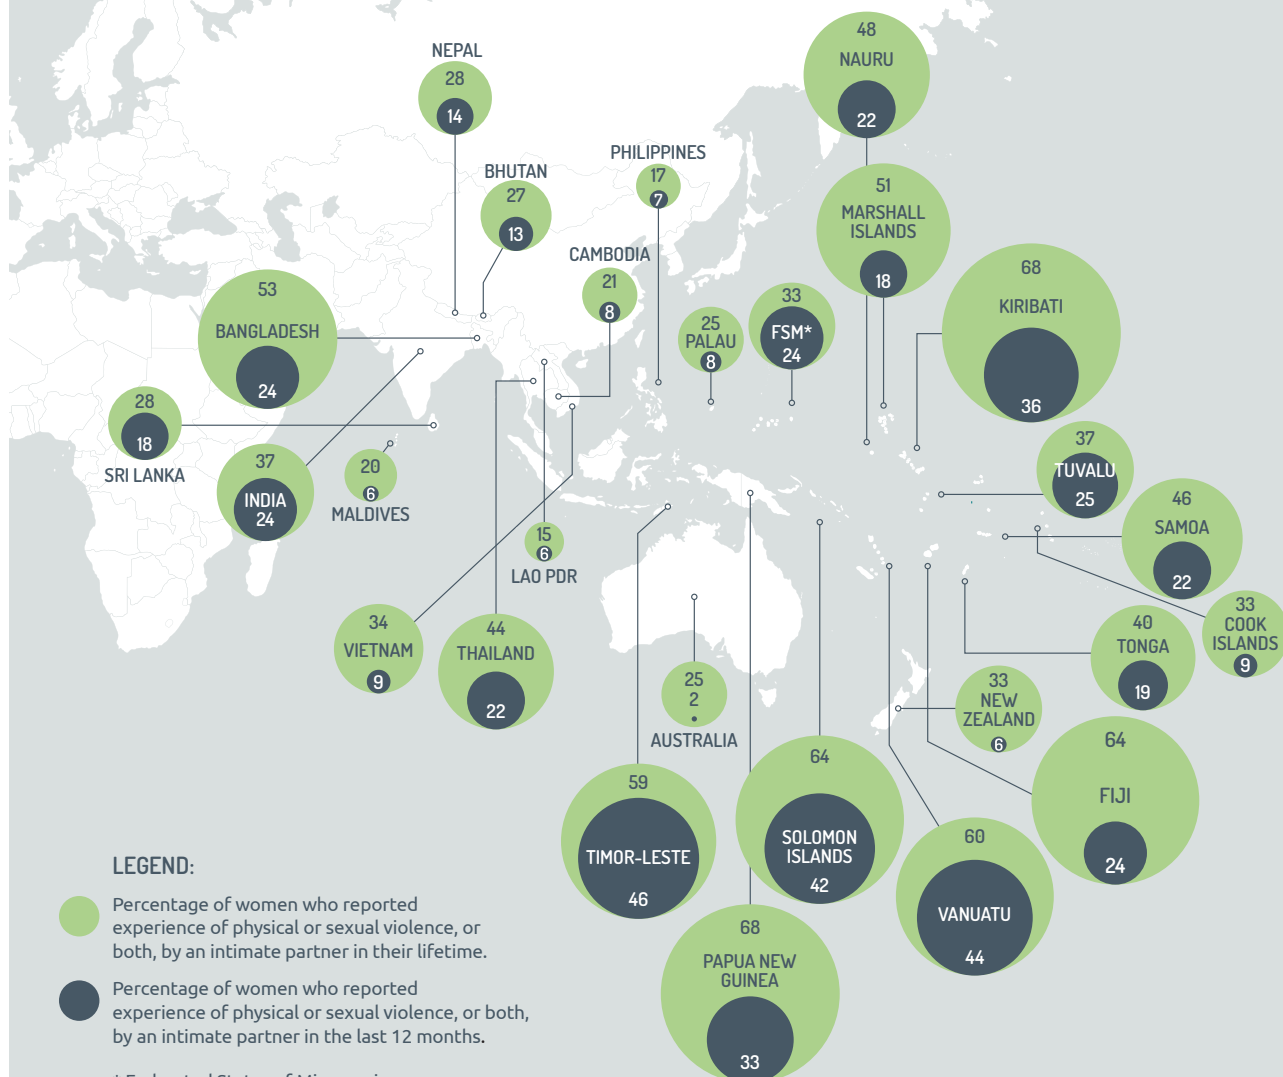 48
NAURU
22
NEPAL
28
14
PHILIPPINES
17
7
BHUTAN
27
13
51
MARSHALL
ISLANDS
18
CAMBODIA
21
8
68
KIRIBATI
36
53
BANGLADESH
24
25
PALAU
8
33
FSM*
24
28
18
SRI LANKA
37
INDIA
24
20
6
MALDIVES
37
TUVALU
25
46
SAMOA
22
15
6
LAO PDR
34
VIETNAM
9
44
THAILAND
22
33
COOK
ISLANDS
9
40
TONGA
19
25
2
AUSTRALIA
33
NEW
ZEALAND
6
64
FIJI
24
59
TIMOR-LESTE
46
64
SOLOMON
ISLANDS
42
60
VANUATU
44
68
PAPUA NEW
GUINEA
33
LEGEND:
Percentage of women who reported
experience of physical or sexual violence, or
both, by an intimate partner in their lifetime.
Percentage of women who reported
experience of physical or sexual violence, or both,
by an intimate partner in the last 12 months.